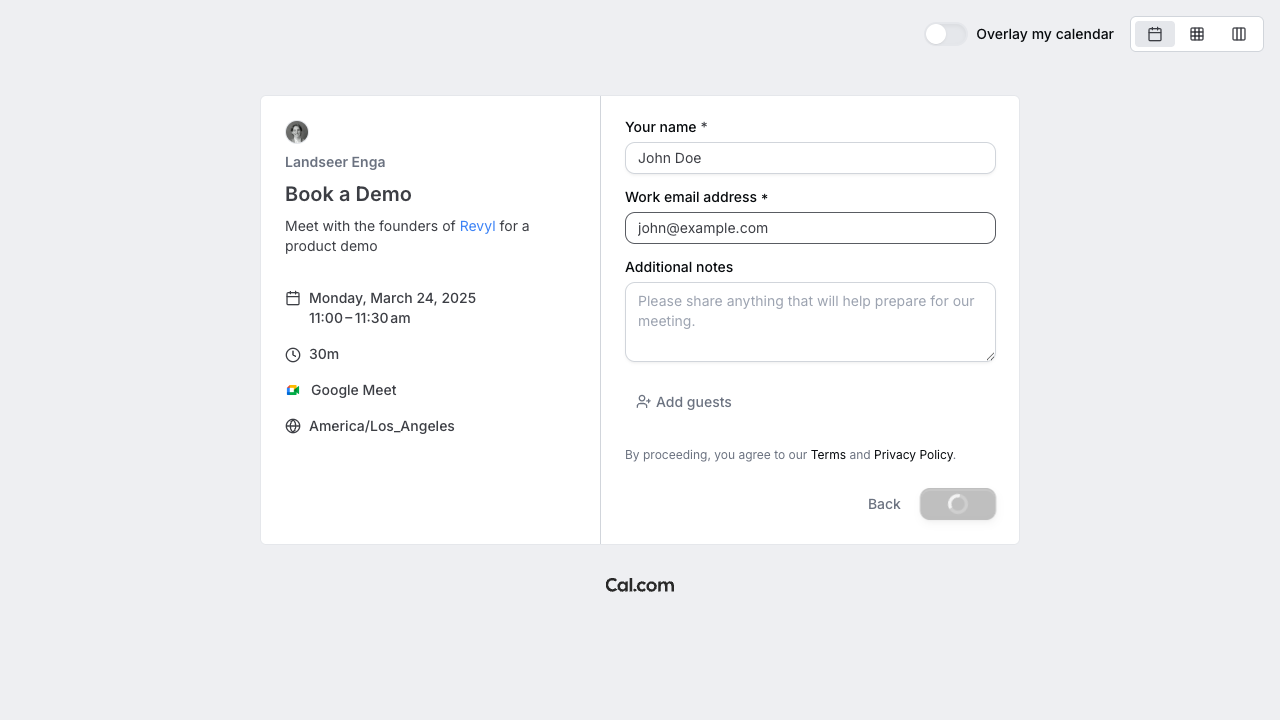 Overlay my calendar
Landseer Enga
Book a Demo
Meet with the founders of Revyl for a
product demo
Monday, March 24, 2025
11:00 – 11:30 am
30m
Google Meet
America/Los_Angeles
Your name *
John Doe
Work email address *
john@example.com
Additional notes
Please share anything that will help prepare for our
meeting.
Add guests
By proceeding, you agree to our Terms and Privacy Policy.
Back
Cal.com